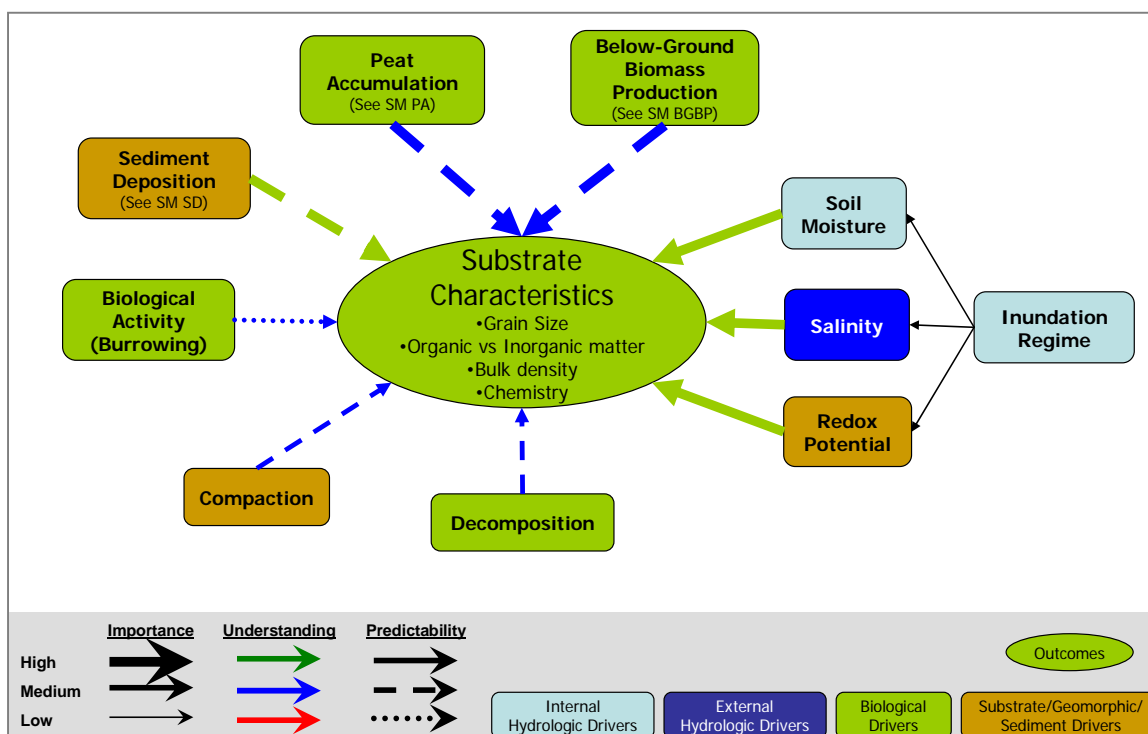 Peat
Accumulation
(See SM PA)
Below-Ground
Biomass
Production
(See SM BGBP)
Sediment
Deposition
(See SM SD)
Soil
Moisture
Substrate
Characteristics
•Grain Size
•Organic vs Inorganic matter
•Bulk density
•Chemistry
Biological
Activity
(Burrowing)
Salinity
Inundation
Regime
Redox
Potential
Compaction
Decomposition
Importance Understanding Predictability
High
Medium
Low
Outcomes
Internal
Hydrologic Drivers
External
Hydrologic Drivers
Biological
Drivers
Substrate/Geomorphic/
Sediment Drivers